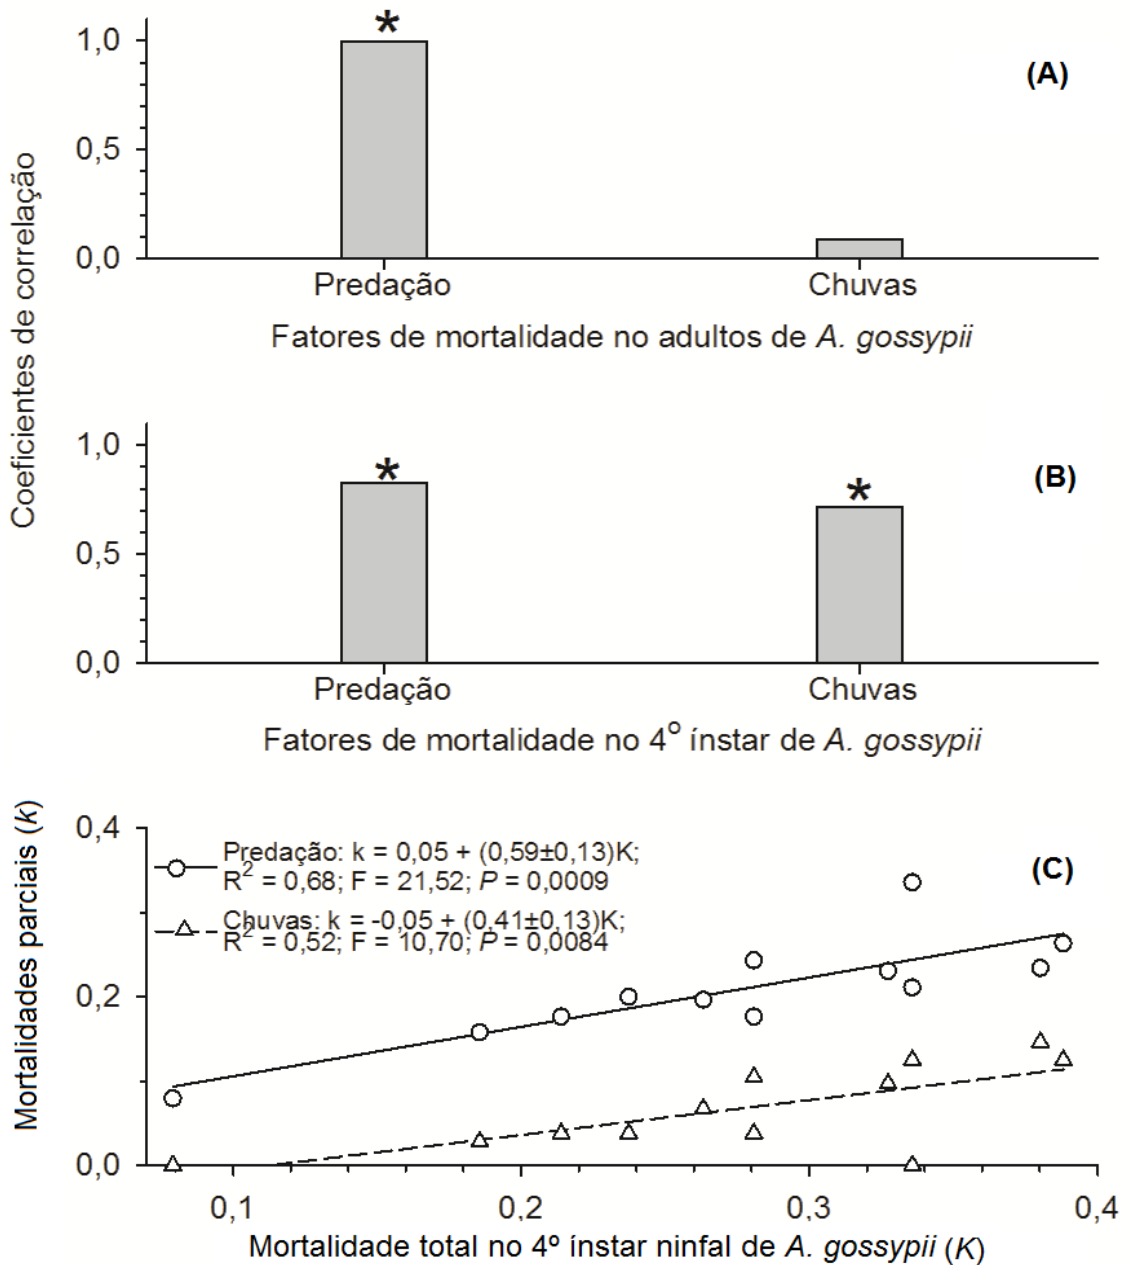 Coeficientes de correlação
1,0
0,5
0,0
*
(A)
Predação Chuvas
Fatores de mortalidade no adultos de A. gossypii
1,0
0,5
0,0
* *
(B)
Predação Chuvas
Fatores de mortalidade no 4º ínstar de A. gossypii
Mortalidades parciais (k)
0,4
0,2
0,0
Predação: k = 0,05 + (0,59±0,13)K;
R² = 0,68; F = 21,52; P = 0,0009
Chuvas: k = -0,05 + (0,41±0,13)K;
R² = 0,52; F = 10,70; P = 0,0084
(C)
0,1 0,2 0,3 0,4
Mortalidade total no 4º ínstar ninfal de A. gossypii (K)